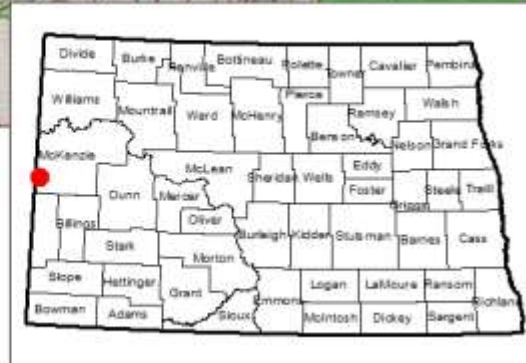 Divide Burke Renville Bottineau Rolette Towner Cavalier Pembina
Williams Mountrail Ward McHenry Pierce Ramsey Walsh
Benson Nelson Grand Forks
McKenzie McLean Sheridan Wells Eddy
Foster Griggs Steele Traill
Dunn Mercer
Oliver
Billings Burleigh Kidder Stutsman Barnes Cass
Stark Morton
Slope Hettinger Grant Logan LaMoure Ransom
Richland
Bowman Adams Sioux Emmons McIntosh Dickey Sargent